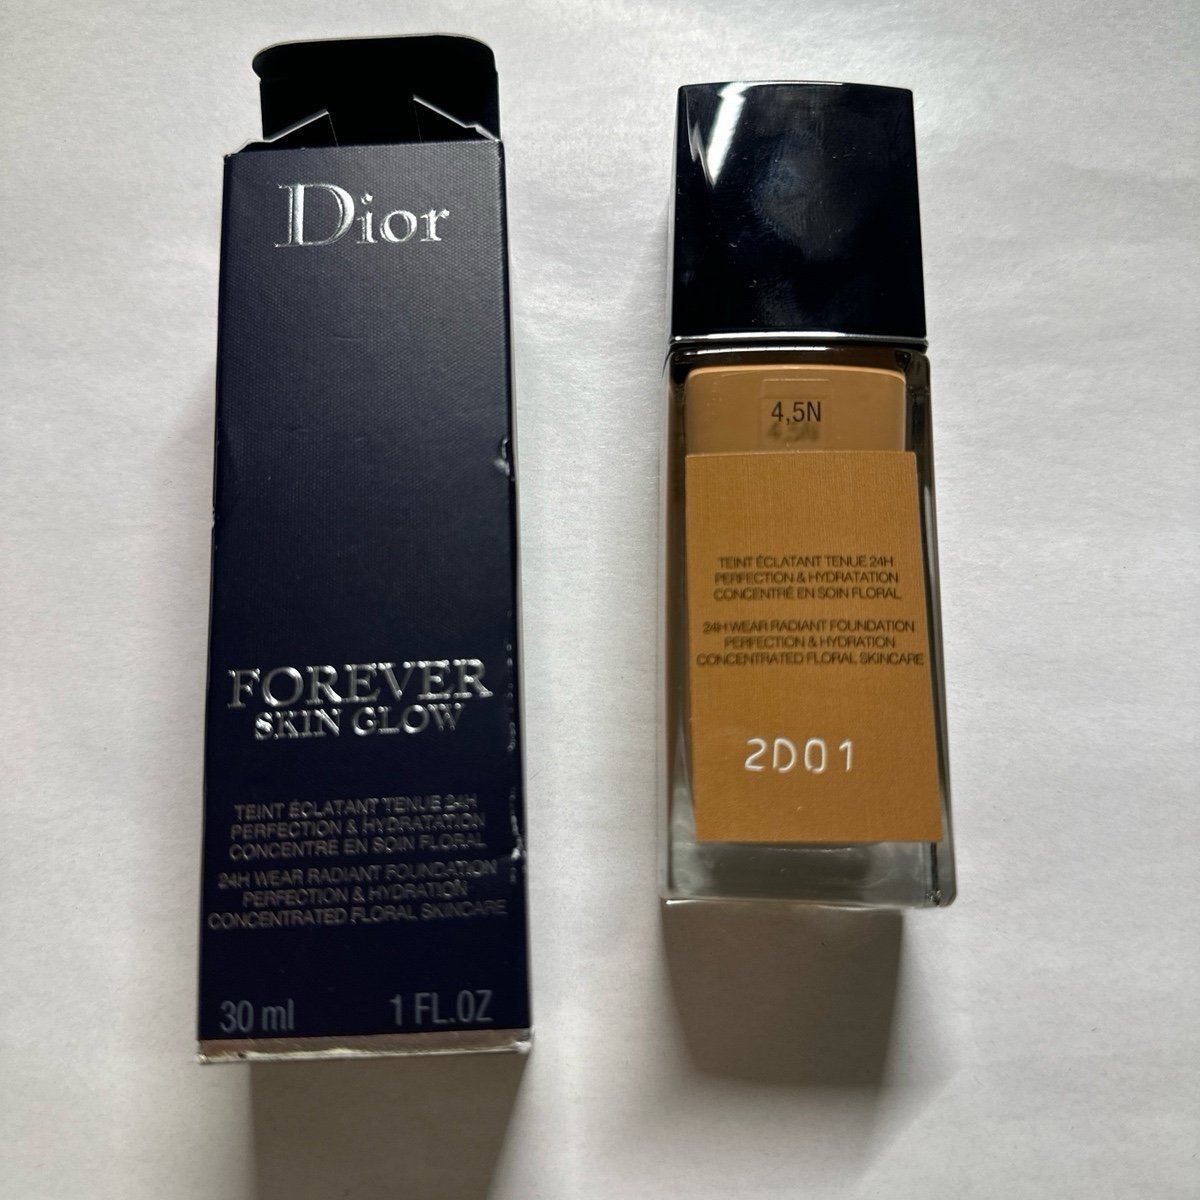 Dior
FOREVER
SKIN GLOW
TEINT ÉCLATANT TENUE 24H
PERFECTION & HYDRATATION
CONCENTRÉ EN SOIN FLORAL
24H WEAR RADIANT FOUNDATION
PERFECTION & HYDRATION
CONCENTRATED FLORAL SKINCARE
30 ml 1 FL.OZ
4,5N
TEINT ÉCLATANT TENUE 24H
PERFECTION & HYDRATATION
CONCENTRÉ EN SOIN FLORAL
24H WEAR RADIANT FOUNDATION
PERFECTION & HYDRATION
CONCENTRATED FLORAL SKINCARE
2D01